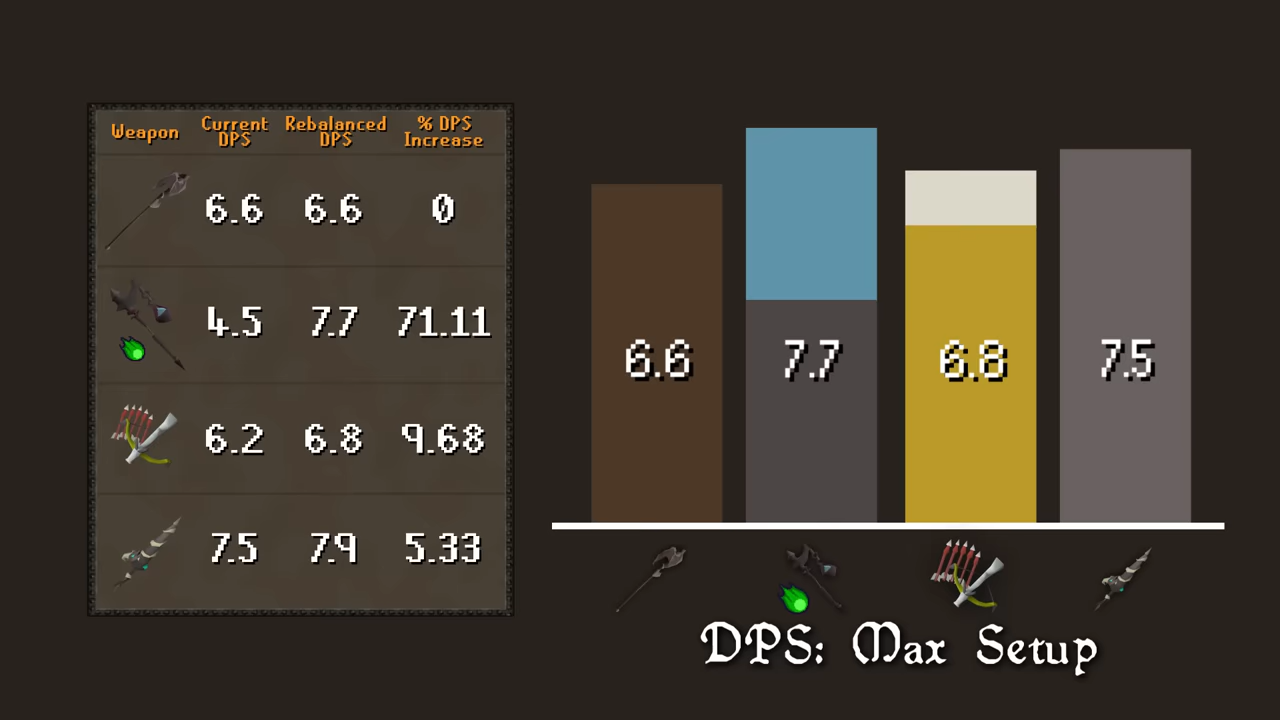 Weapon Current DPS Rebalanced DPS % DPS Increase
6.6 6.6 0
4.5 7.7 71.11
6.2 6.8 9.68
7.5 7.9 5.33
6.6 7.7 6.8 7.5
DPS: Max Setup